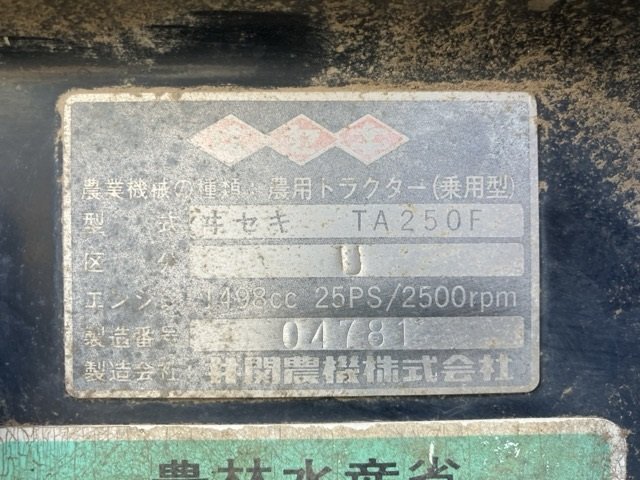 農業機械の種類:農用トラクター(乗用型)
型式 ヰセキ TA250F
区分 U
エンジン 1498cc 25PS/2500rpm
製造番号 04781
製造会社 井関農機株式会社
農林水産省